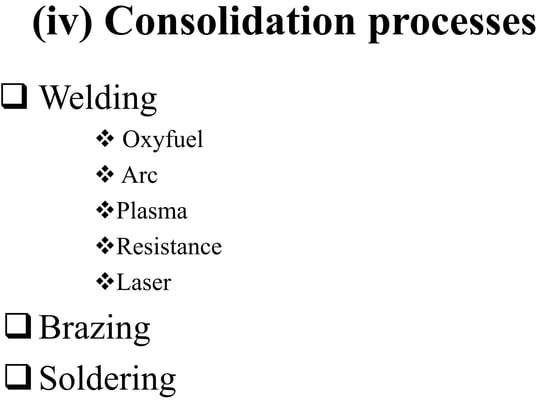 (iv) Consolidation processes
❑ Welding
❖ Oxyfuel
❖ Arc
❖Plasma
❖Resistance
❖Laser
❑Brazing
❑Soldering